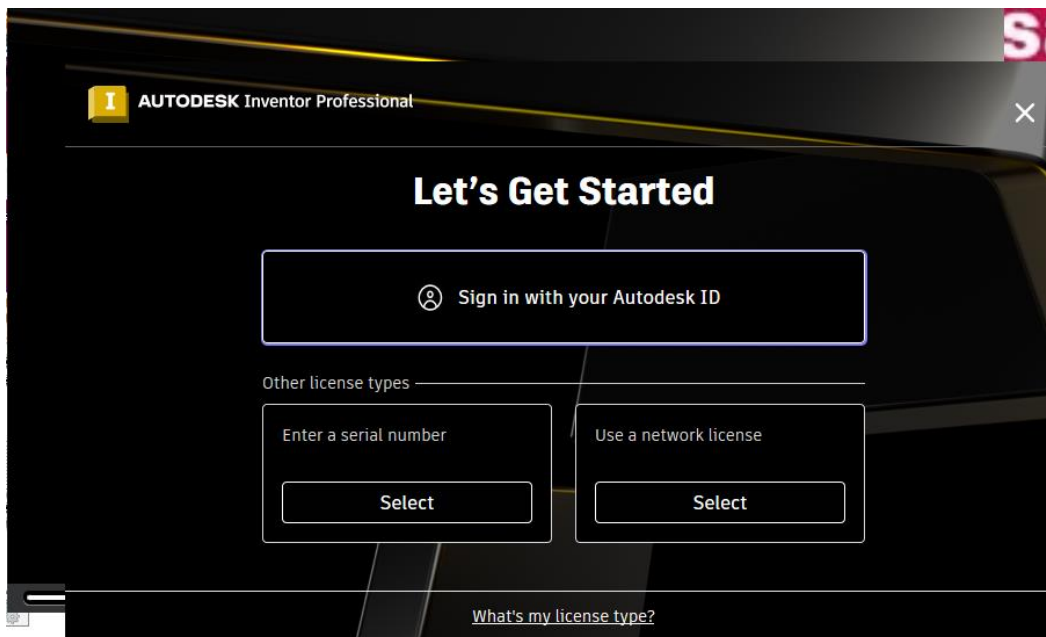 I AUTODESK Inventor Professional
Let's Get Started
Sign in with your Autodesk ID
Other license types
Enter a serial number
Use a network license
Select
Select
What's my license type?